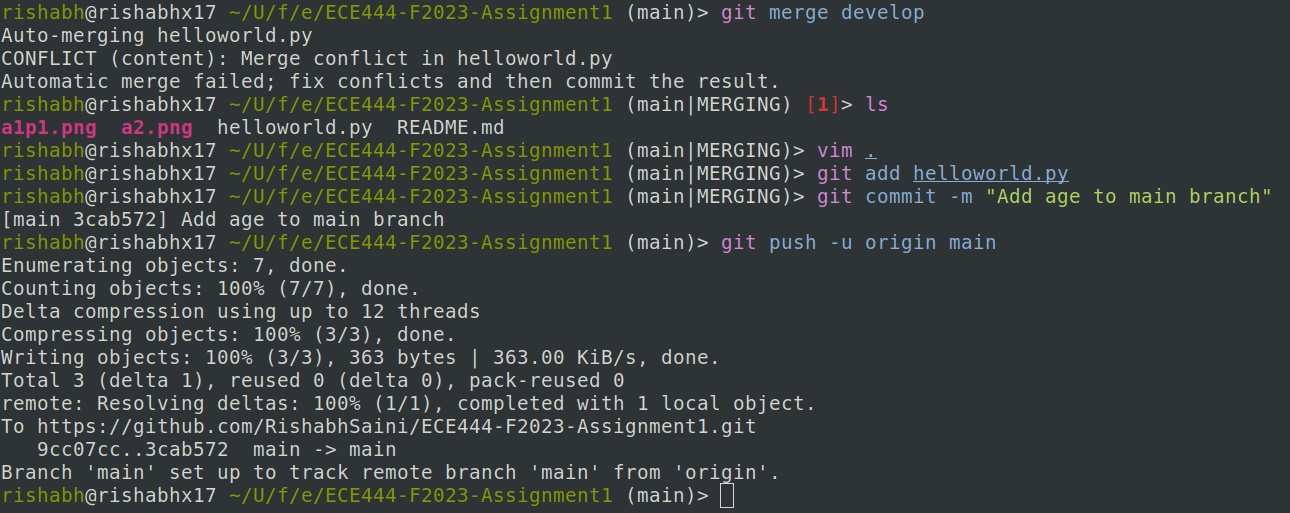 rishabh@rishabhx17 ~/U/f/e/ECE444-F2023-Assignment1 (main)> git merge develop
Auto-merging helloworld.py
CONFLICT (content): Merge conflict in helloworld.py
Automatic merge failed; fix conflicts and then commit the result.
rishabh@rishabhx17 ~/U/f/e/ECE444-F2023-Assignment1 (main|MERGING) [1]> ls
a1p1.png  a2.png  helloworld.py  README.md
rishabh@rishabhx17 ~/U/f/e/ECE444-F2023-Assignment1 (main|MERGING)> vim .
rishabh@rishabhx17 ~/U/f/e/ECE444-F2023-Assignment1 (main|MERGING)> git add helloworld.py
rishabh@rishabhx17 ~/U/f/e/ECE444-F2023-Assignment1 (main|MERGING)> git commit -m "Add age to main branch"
[main 3cab572] Add age to main branch
rishabh@rishabhx17 ~/U/f/e/ECE444-F2023-Assignment1 (main)> git push -u origin main
Enumerating objects: 7, done.
Counting objects: 100% (7/7), done.
Delta compression using up to 12 threads
Compressing objects: 100% (3/3), done.
Writing objects: 100% (3/3), 363 bytes | 363.00 KiB/s, done.
Total 3 (delta 1), reused 0 (delta 0), pack-reused 0
remote: Resolving deltas: 100% (1/1), completed with 1 local object.
To https://github.com/RishabhSaini/ECE444-F2023-Assignment1.git
   9cc07cc..3cab572  main -> main
Branch 'main' set up to track remote branch 'main' from 'origin'.
rishabh@rishabhx17 ~/U/f/e/ECE444-F2023-Assignment1 (main)>